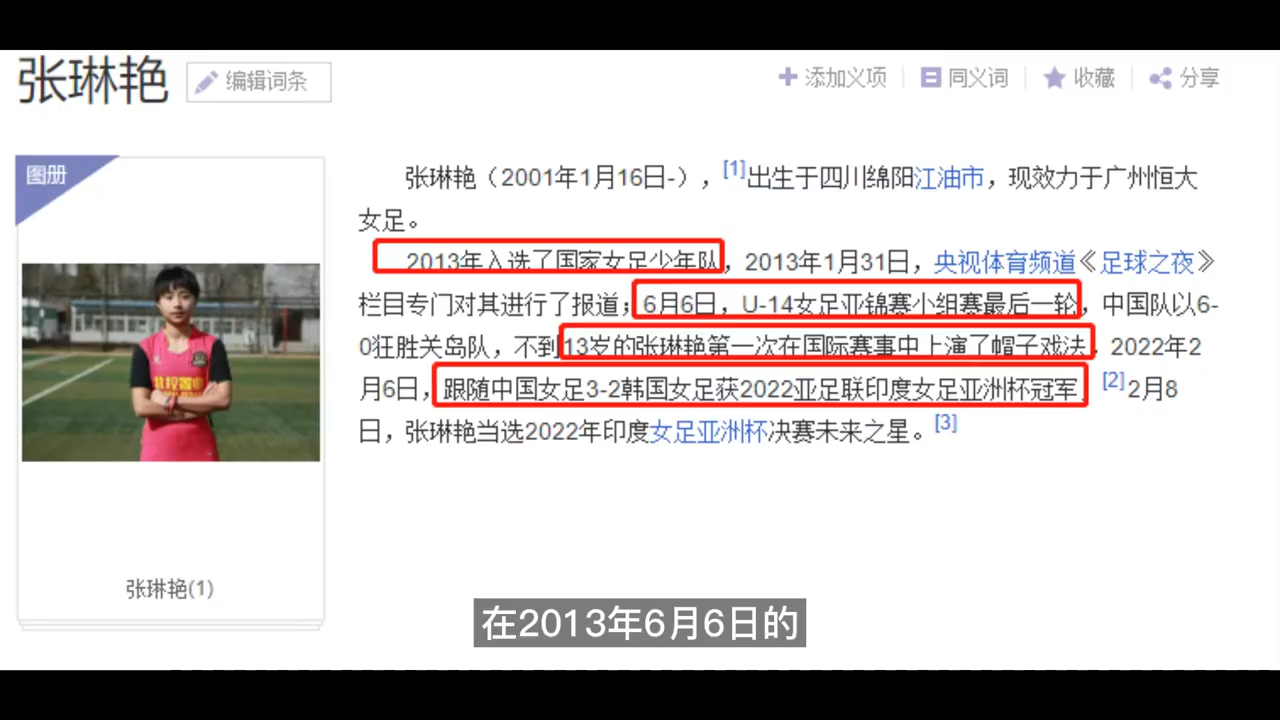 张琳艳
编辑词条
添加义项
同义词
收藏
分享
图册
张琳艳（2001年1月16日-），[1]出生于四川绵阳江油市，现效力于广州恒大
女足。
2013年入选了国家女足少年队，2013年1月31日，央视体育频道《足球之夜》
栏目专门对其进行了报道；6月6日，U-14女足亚锦赛小组赛最后一轮，中国队以6-
0狂胜关岛队，不到13岁的张琳艳第一次在国际赛事中上演了帽子戏法，2022年2
月6日，跟随中国女足3-2韩国女足获2022亚足联印度女足亚洲杯冠军，[2]2月8
日，张琳艳当选2022年印度女足亚洲杯决赛未来之星。[3]
张琳艳(1)
在2013年6月6日的